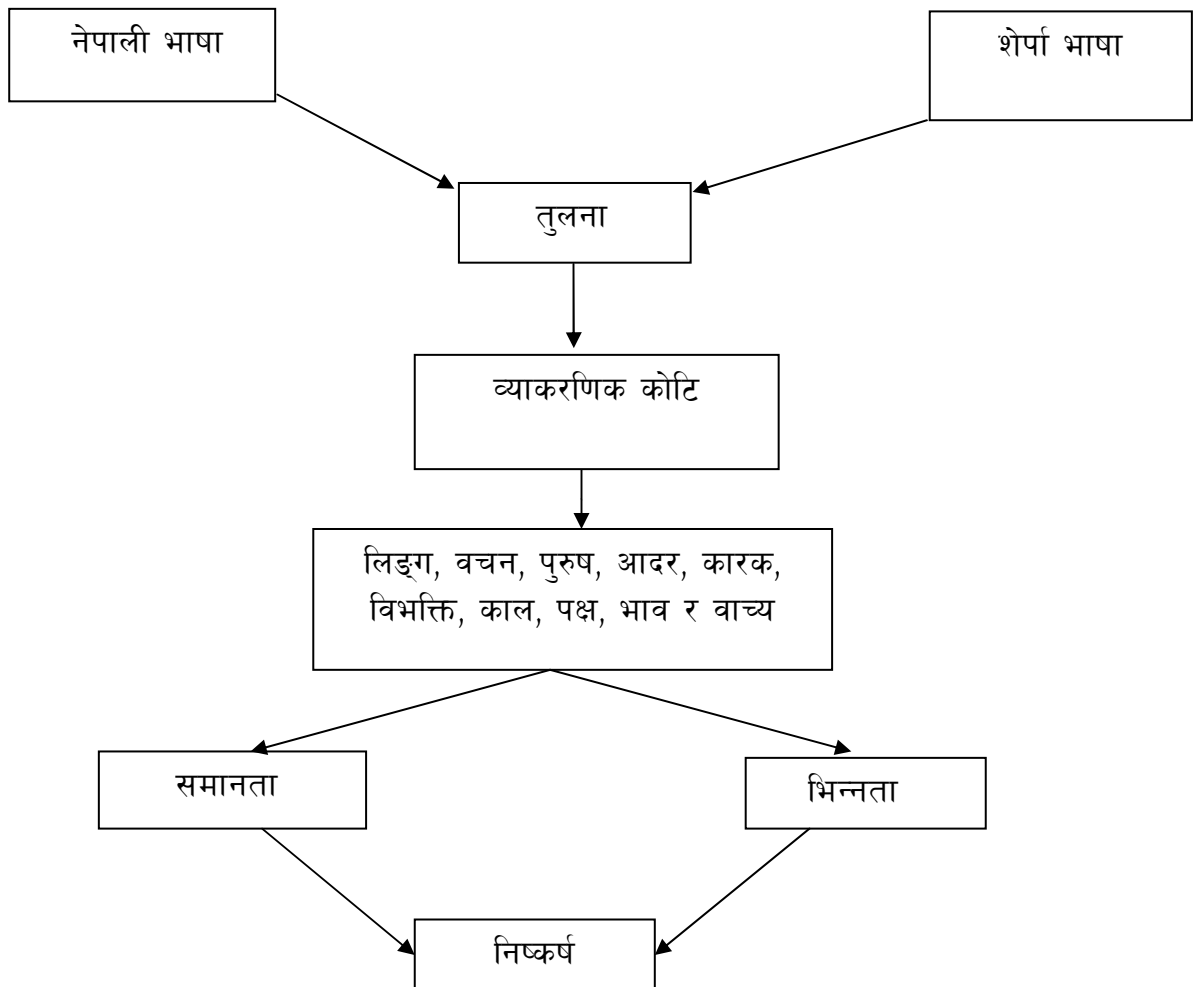 नेपाली भाषा
शेर्पा भाषा
तुलना
व्याकरणिक कोटि
लिङ्ग, वचन, पुरुष, आदर, कारक,
विभक्ति, काल, पक्ष, भाव र वाच्य
समानता
भिन्नता
निष्कर्ष